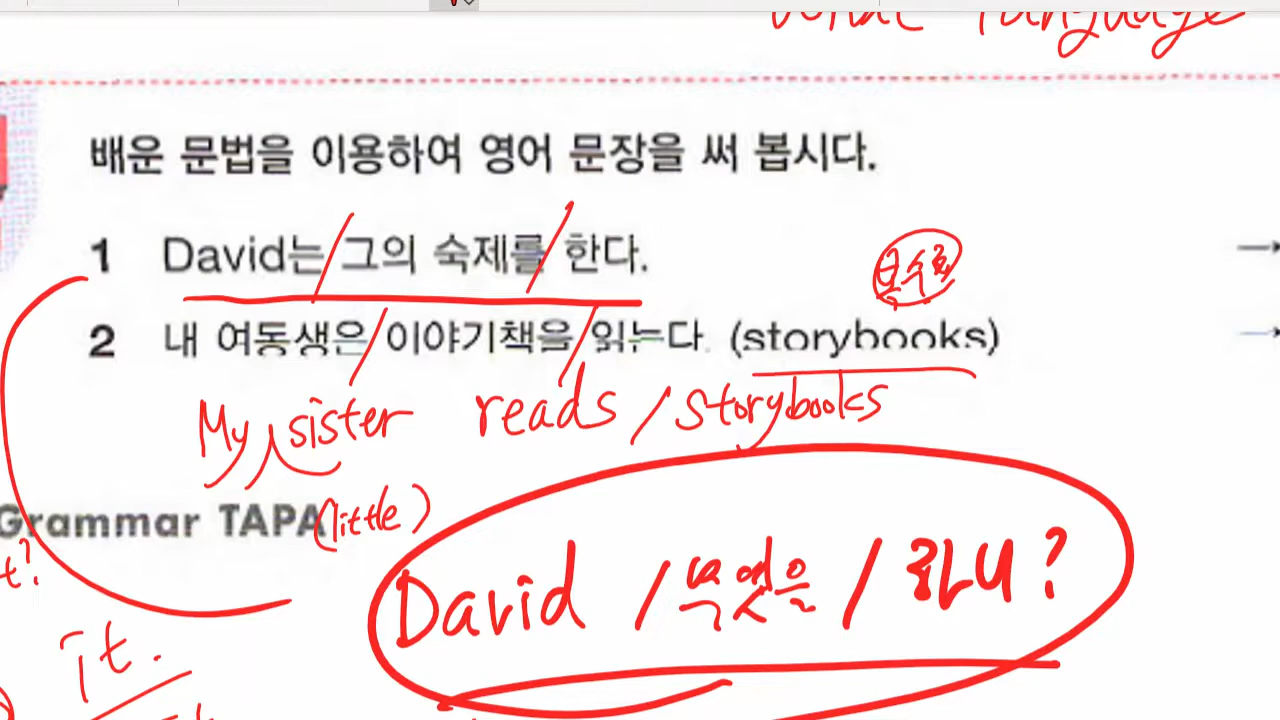 what language
배운 문법을 이용하여 영어 문장을 써 봅시다.
1 David는 그의 숙제를 한다.
복수형
2 내 여동생은 이야기책을 읽는다. (storybooks)
My sister reads / storybooks
(little)
Grammar TAPA
David / 무엇을 / 하니?
t?
it.